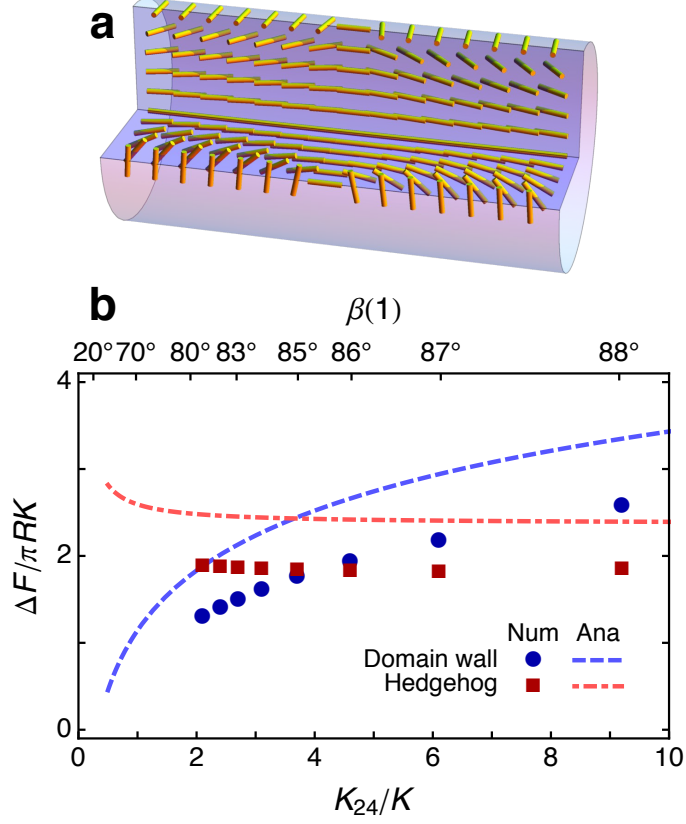 a
b
β(1)
20° 70° 80° 83° 85° 86° 87° 88°
4
2
0
ΔF/πRK
Num Ana
Domain wall
Hedgehog
0 2 4 6 8 10
K₂₄/K